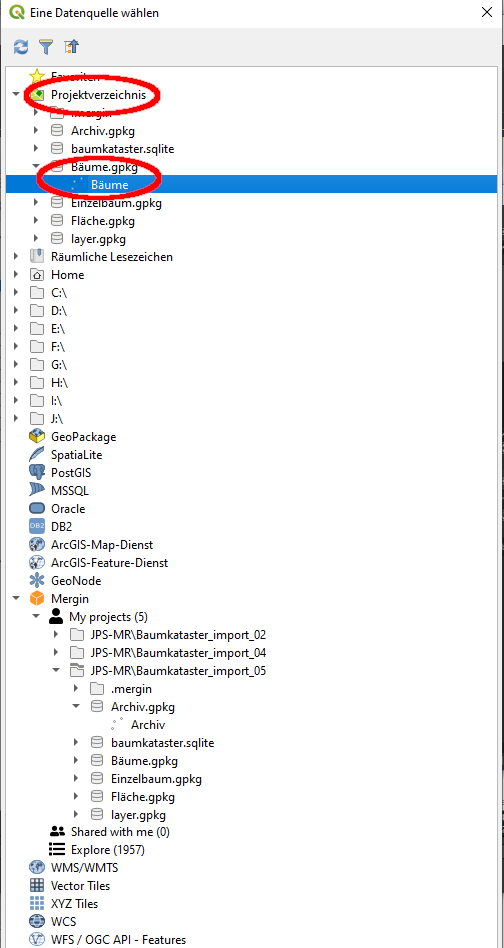 Eine Datenquelle wählen
Favoriten
Projektverzeichnis
.mergin
Archiv.gpkg
baumkataster.sqlite
Bäume.gpkg
Bäume
Einzelbaum.gpkg
Fläche.gpkg
layer.gpkg
Räumliche Lesezeichen
Home
C:\
D:\
E:\
F:\
G:\
H:\
I:\
J:\
GeoPackage
SpatiaLite
PostGIS
MSSQL
Oracle
DB2 DB2
ArcGIS-Map-Dienst
ArcGIS-Feature-Dienst
GeoNode
Mergin
My projects (5)
JPS-MR\Baumkataster_import_02
JPS-MR\Baumkataster_import_04
JPS-MR\Baumkataster_import_05
.mergin
Archiv.gpkg
Archiv
baumkataster.sqlite
Bäume.gpkg
Einzelbaum.gpkg
Fläche.gpkg
layer.gpkg
Shared with me (0)
Explore (1957)
WMS/WMTS
Vector Tiles
XYZ Tiles
WCS
WFS / OGC API - Features